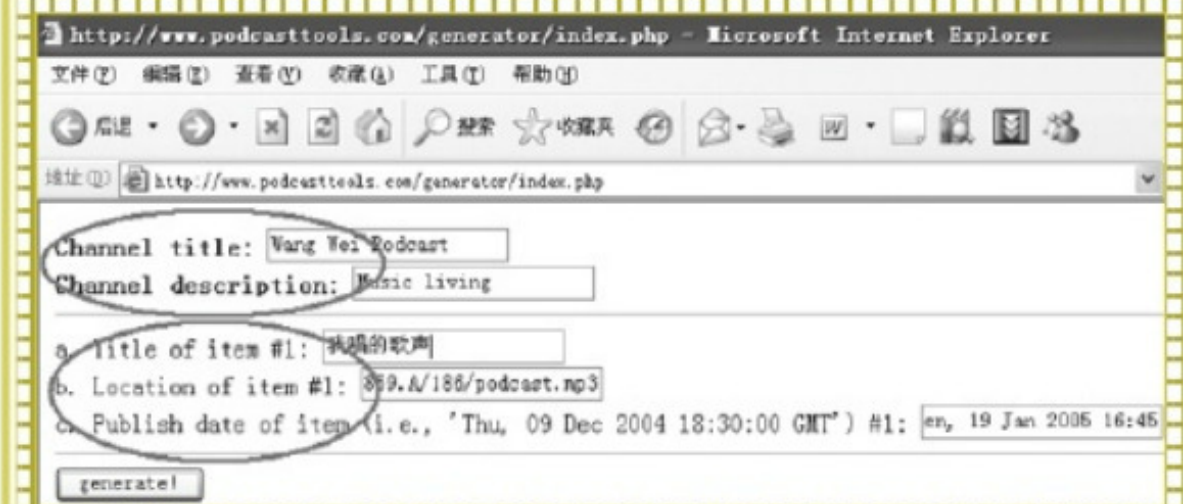 http://www.podcasttools.com/generator/index.php - Microsoft Internet Explorer
文件(F) 编辑(E) 查看(V) 收藏(A) 工具(T) 帮助(H)
后退 搜索 收藏夹
地址(D) http://www.podcasttools.com/generator/index.php
Channel title: Wang Wei Podcast
Channel description: Music living
a. Title of item #1: 我唱的歌声
b. Location of item #1: 859.A/186/podcast.mp3
c. Publish date of item (i.e., 'Thu, 09 Dec 2004 18:30:00 GMT') #1: en, 19 Jan 2005 16:45
generate!